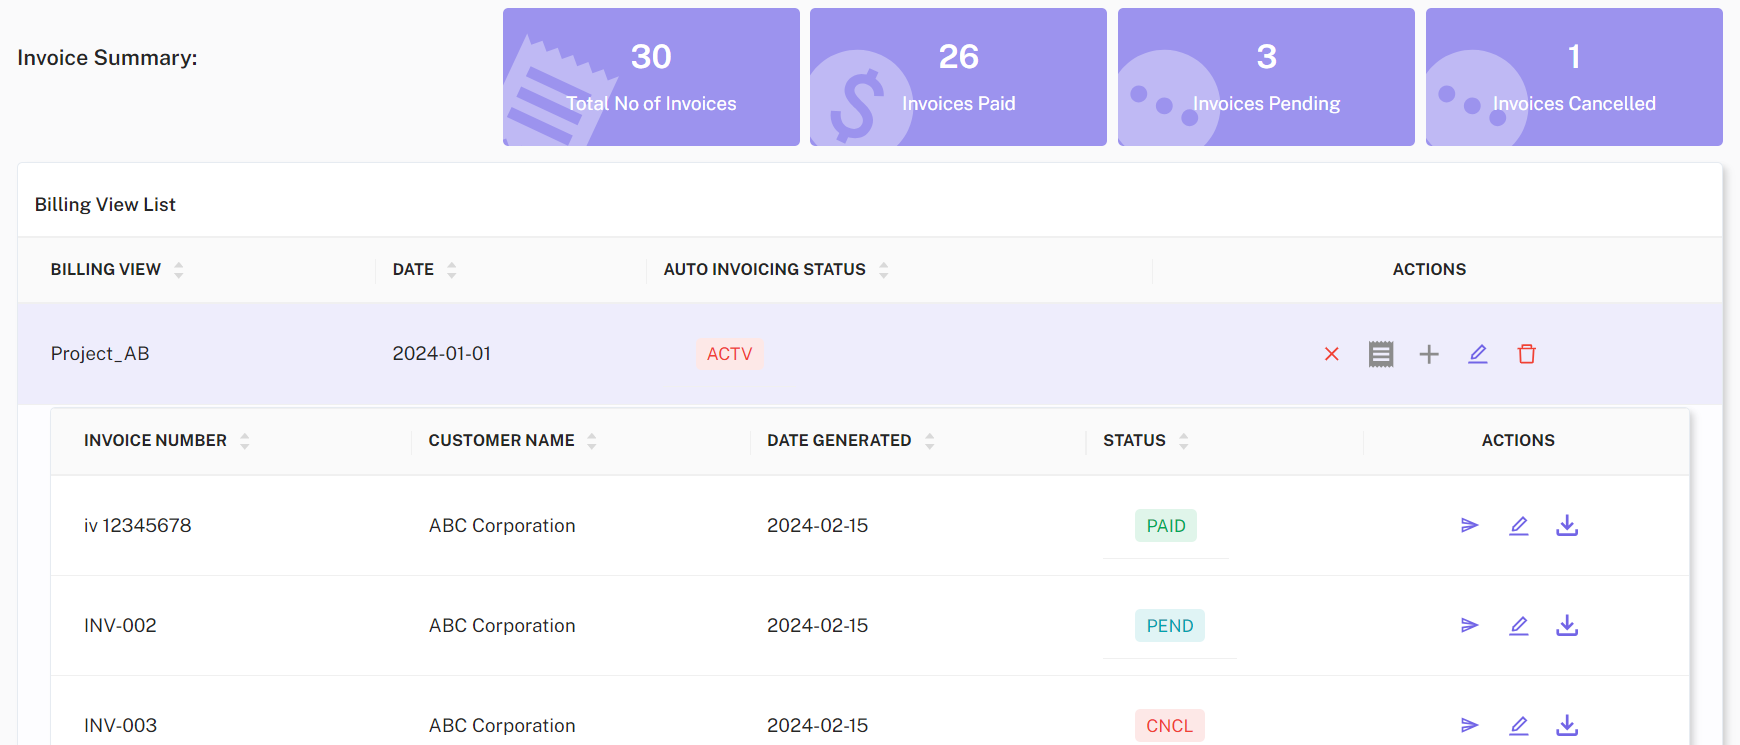 Invoice Summary:
30
Total No of Invoices
26
Invoices Paid
3
Invoices Pending
1
Invoices Cancelled
Billing View List
BILLING VIEW DATE AUTO INVOICING STATUS ACTIONS
Project_AB 2024-01-01 ACTV
INVOICE NUMBER CUSTOMER NAME DATE GENERATED STATUS ACTIONS
iv 12345678 ABC Corporation 2024-02-15 PAID
INV-002 ABC Corporation 2024-02-15 PEND
INV-003 ABC Corporation 2024-02-15 CNCL